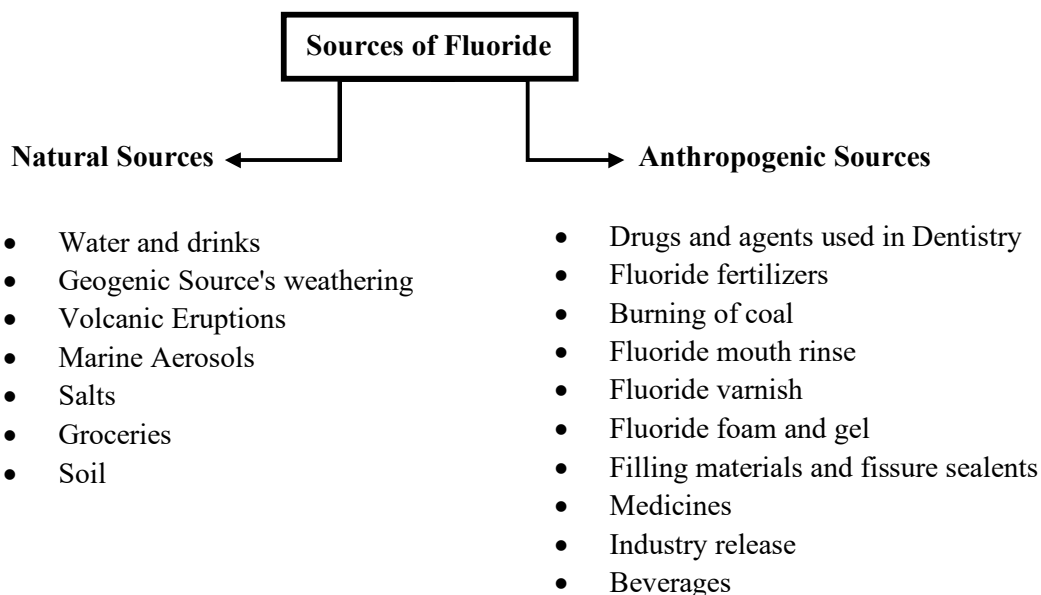 Sources of Fluoride
Natural Sources
Anthropogenic Sources
• Water and drinks
• Geogenic Source's weathering
• Volcanic Eruptions
• Marine Aerosols
• Salts
• Groceries
• Soil
• Drugs and agents used in Dentistry
• Fluoride fertilizers
• Burning of coal
• Fluoride mouth rinse
• Fluoride varnish
• Fluoride foam and gel
• Filling materials and fissure sealents
• Medicines
• Industry release
• Beverages